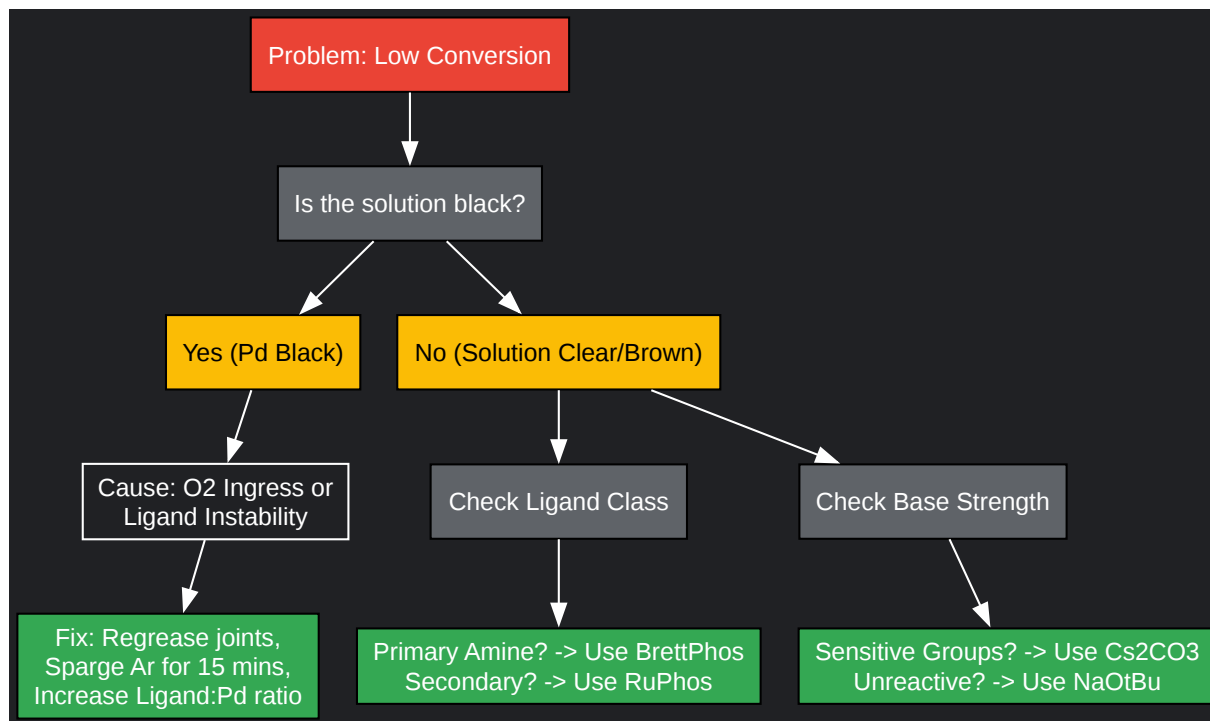 Problem: Low Conversion
Is the solution black?
Yes (Pd Black)
No (Solution Clear/Brown)
Cause: O2 Ingress or
Ligand Instability
Check Ligand Class
Check Base Strength
Fix: Regrease joints,
Sparge Ar for 15 mins,
Increase Ligand:Pd ratio
Primary Amine? -> Use BrettPhos
Secondary? -> Use RuPhos
Sensitive Groups? -> Use Cs2CO3
Unreactive? -> Use NaOtBu